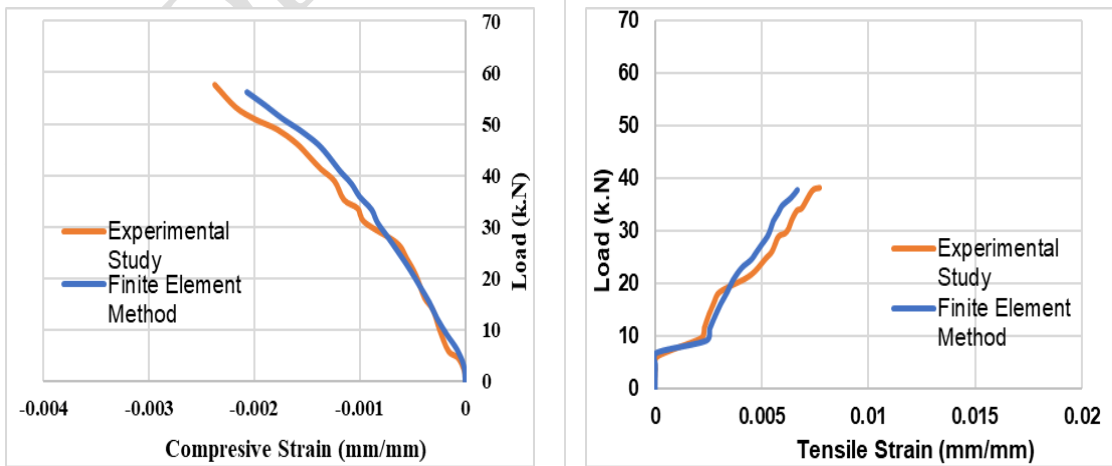 70
60
50
40
30
20
10
0
Load (k.N)
Experimental
Study
Finite Element
Method
-0.004
-0.003
-0.002
-0.001
0
Compresive Strain (mm/mm)
70
60
50
40
30
20
10
0
Load (k.N)
Experimental
Study
Finite Element
Method
0
0.005
0.01
0.015
0.02
Tensile Strain (mm/mm)